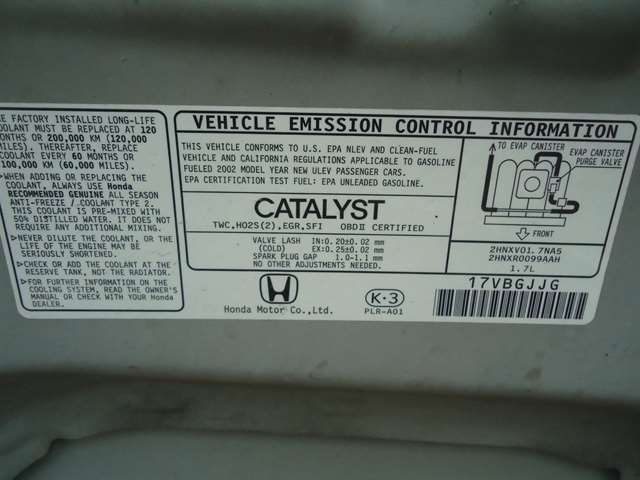 FACTORY INSTALLED LONG-LIFE
COOLANT MUST BE REPLACED AT 120
MONTHS OR 200,000 KM (120,000
MILES). THEREAFTER, REPLACE
COOLANT EVERY 60 MONTHS OR
100,000 KM (60,000 MILES).
WHEN ADDING OR REPLACING THE
COOLANT, ALWAYS USE Honda
RECOMMENDED GENUINE ALL SEASON
ANTI-FREEZE / COOLANT TYPE 2.
THIS COOLANT IS PRE-MIXED WITH
50% DISTILLED WATER. IT DOES NOT
REQUIRE ANY ADDITIONAL MIXING.
NEVER DILUTE THE COOLANT, OR THE
LIFE OF THE ENGINE MAY BE
SERIOUSLY SHORTENED.
CHECK OR ADD COOLANT AT THE
RESERVE TANK, NOT THE RADIATOR.
FOR FURTHER INFORMATION ON THE
COOLING SYSTEM, READ THE OWNER'S
MANUAL OR ASK YOUR Honda
DEALER.
VEHICLE EMISSION CONTROL INFORMATION
THIS VEHICLE CONFORMS TO U.S. EPA NLEV AND CLEAN-FUEL
VEHICLE AND CALIFORNIA REGULATIONS APPLICABLE TO GASOLINE
FUELED 2002 MODEL YEAR NEW ULEV PASSENGER CARS.
EPA CERTIFICATION TEST FUEL: EPA UNLEADED GASOLINE.
CATALYST
TWC,HO2S(2),EGR,SFI OBDⅡ CERTIFIED
VALVE LASH IN:0.20±0.02 mm
(COLD) EX:0.25±0.02 mm
SPARK PLUG GAP 1.0-1.1 mm
TO EVAP CANISTER
EVAP CANISTER
PURGE VALVE
FRONT
2HNXV01.7NA5
2HNXR0099AAH
1.7L
17VBGJJG
Honda Motor Co.,Ltd.
K-3
PLR-A01